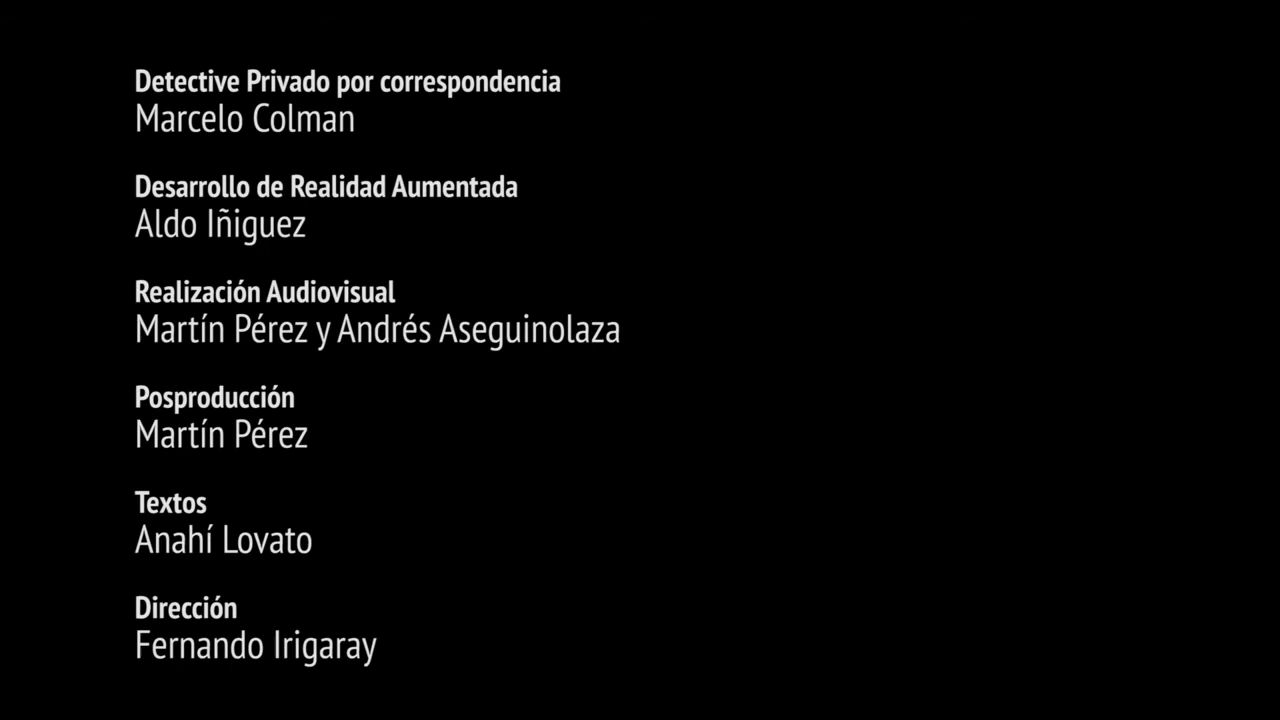 Detective Privado por correspondencia
Marcelo Colman
Desarrollo de Realidad Aumentada
Aldo Iñiguez
Realización Audiovisual
Martín Pérez y Andrés Aseguinolaza
Posproducción
Martín Pérez
Textos
Anahí Lovato
Dirección
Fernando Irigaray